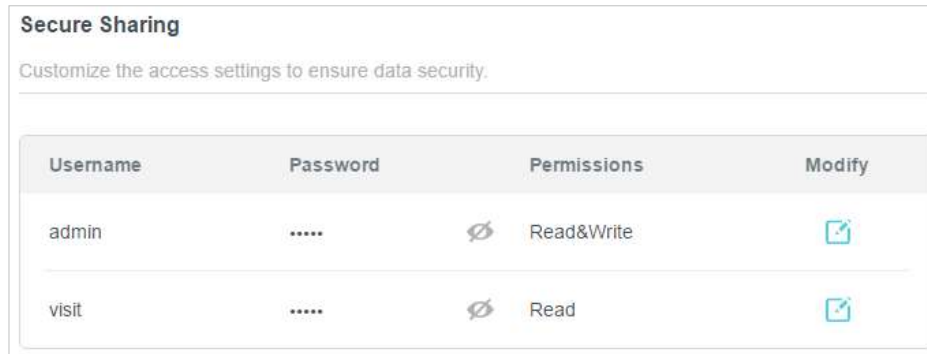 Secure Sharing
Customize the access settings to ensure data security.
Username Password Permissions Modify
admin ••••• Read&Write
visit ••••• Read